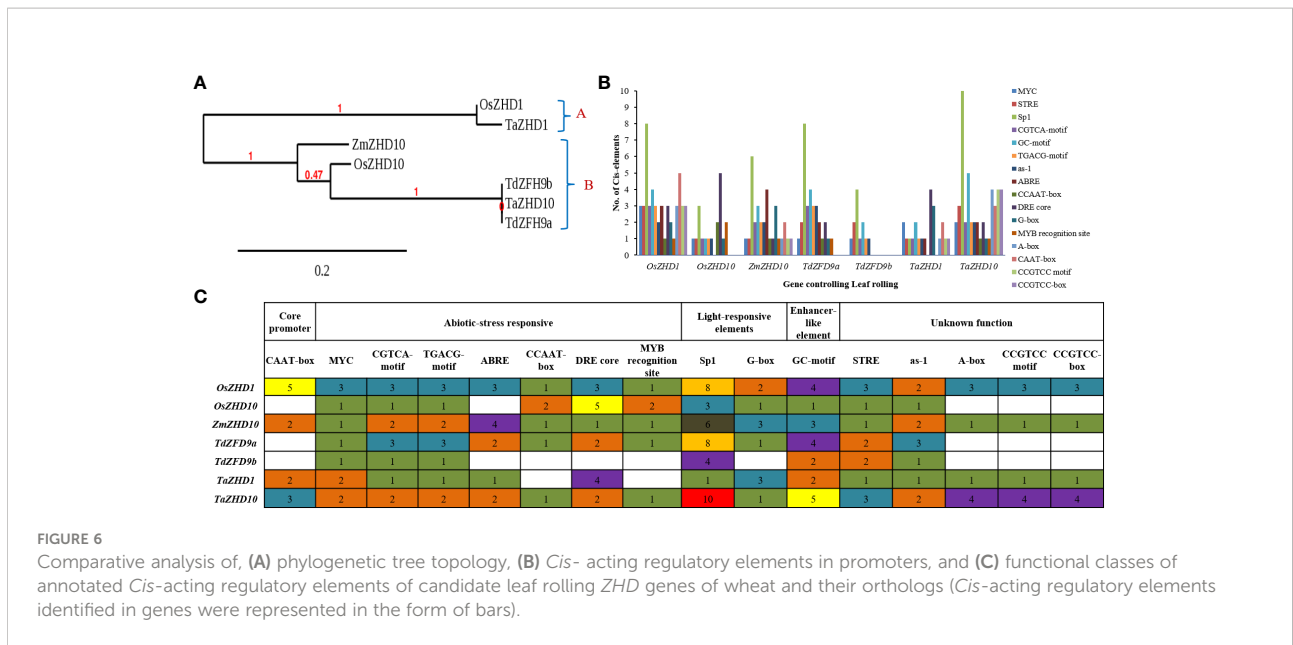 A
1
OsZHD1
TaZHD1
A
1
ZmZHD10
OsZHD10
0.47
1
TdZFH9b
TaZHD10
TdZFH9a
B
0.2
B
No. of Cis-elements
10
9
8
7
6
5
4
3
2
1
0
OsZHD1 OsZHD10 ZmZHD10 TdZFD9a TdZFD9b TaZHD1 TaZHD10
Gene controlling Leaf rolling
MYC
STRE
Sp1
CGTCA-motif
GC-motif
TGACG-motif
as-1
ABRE
CCAAT-box
DRE core
G-box
MYB recognition site
A-box
CAAT-box
CCGTCC motif
CCGTCC-box
C
Core promoter Abiotic-stress responsive Light-responsive elements Enhancer-like element Unknown function
CAAT-box MYC CGTCA-motif TGACG-motif ABRE CCAAT-box DRE core MYB recognition site Sp1 G-box GC-motif STRE as-1 A-box CCGTCC motif CCGTCC-box
OsZHD1 5 3 3 3 3 1 3 1 8 2 4 3 2 3 3 3
OsZHD10 1 1 1 2 5 2 3 1 1 1 1
ZmZHD10 2 1 2 2 4 1 1 1 6 3 3 1 2 1 1 1
TdZFD9a 1 3 3 2 1 2 1 8 1 4 2 3
TdZFD9b 1 1 1 4 2 2 1
TaZHD1 2 2 1 1 1 4 1 3 2 1 1 1 1 1
TaZHD10 3 2 2 2 2 1 2 1 10 1 5 3 2 4 4 4
FIGURE 6
Comparative analysis of, (A) phylogenetic tree topology, (B) Cis- acting regulatory elements in promoters, and (C) functional classes of
annotated Cis-acting regulatory elements of candidate leaf rolling ZHD genes of wheat and their orthologs (Cis-acting regulatory elements
identified in genes were represented in the form of bars).